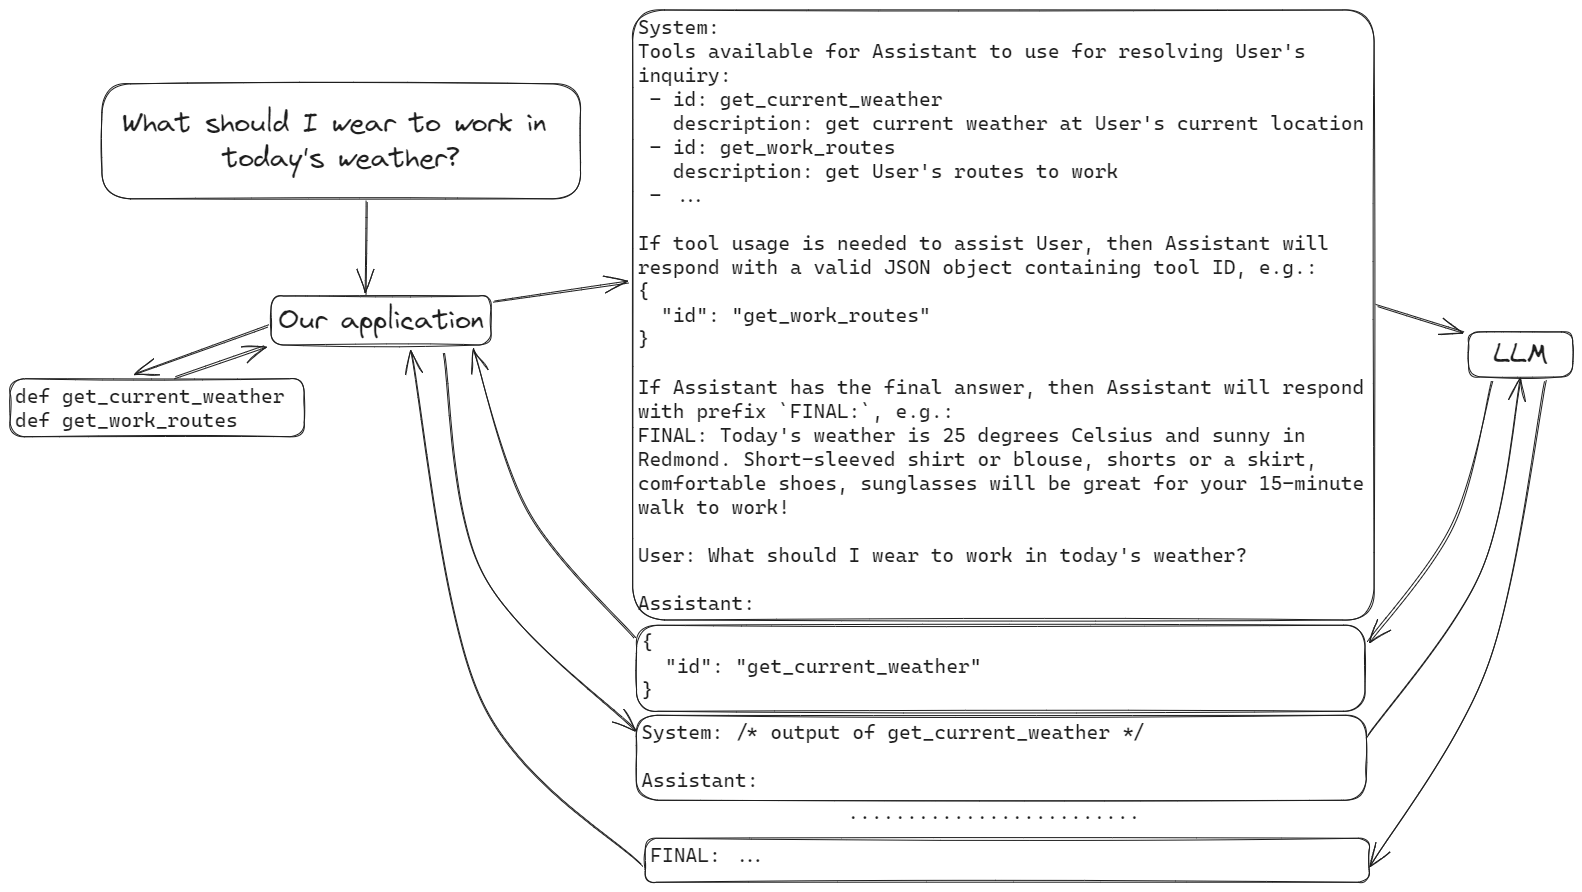 What should I wear to work in
today's weather?
Our application
def get_current_weather
def get_work_routes
System:
Tools available for Assistant to use for resolving User's
inquiry:
 − id: get_current_weather
   description: get current weather at User's current location
 − id: get_work_routes
   description: get User's routes to work
 − ...

If tool usage is needed to assist User, then Assistant will
respond with a valid JSON object containing tool ID, e.g.:
{
  "id": "get_work_routes"
}

If Assistant has the final answer, then Assistant will respond
with prefix `FINAL:`, e.g.:
FINAL: Today's weather is 25 degrees Celsius and sunny in
Redmond. Short−sleeved shirt or blouse, shorts or a skirt,
comfortable shoes, sunglasses will be great for your 15−minute
walk to work!

User: What should I wear to work in today's weather?

Assistant:
LLM
{
  "id": "get_current_weather"
}
System: /* output of get_current_weather */

Assistant:
.........................
FINAL: ...